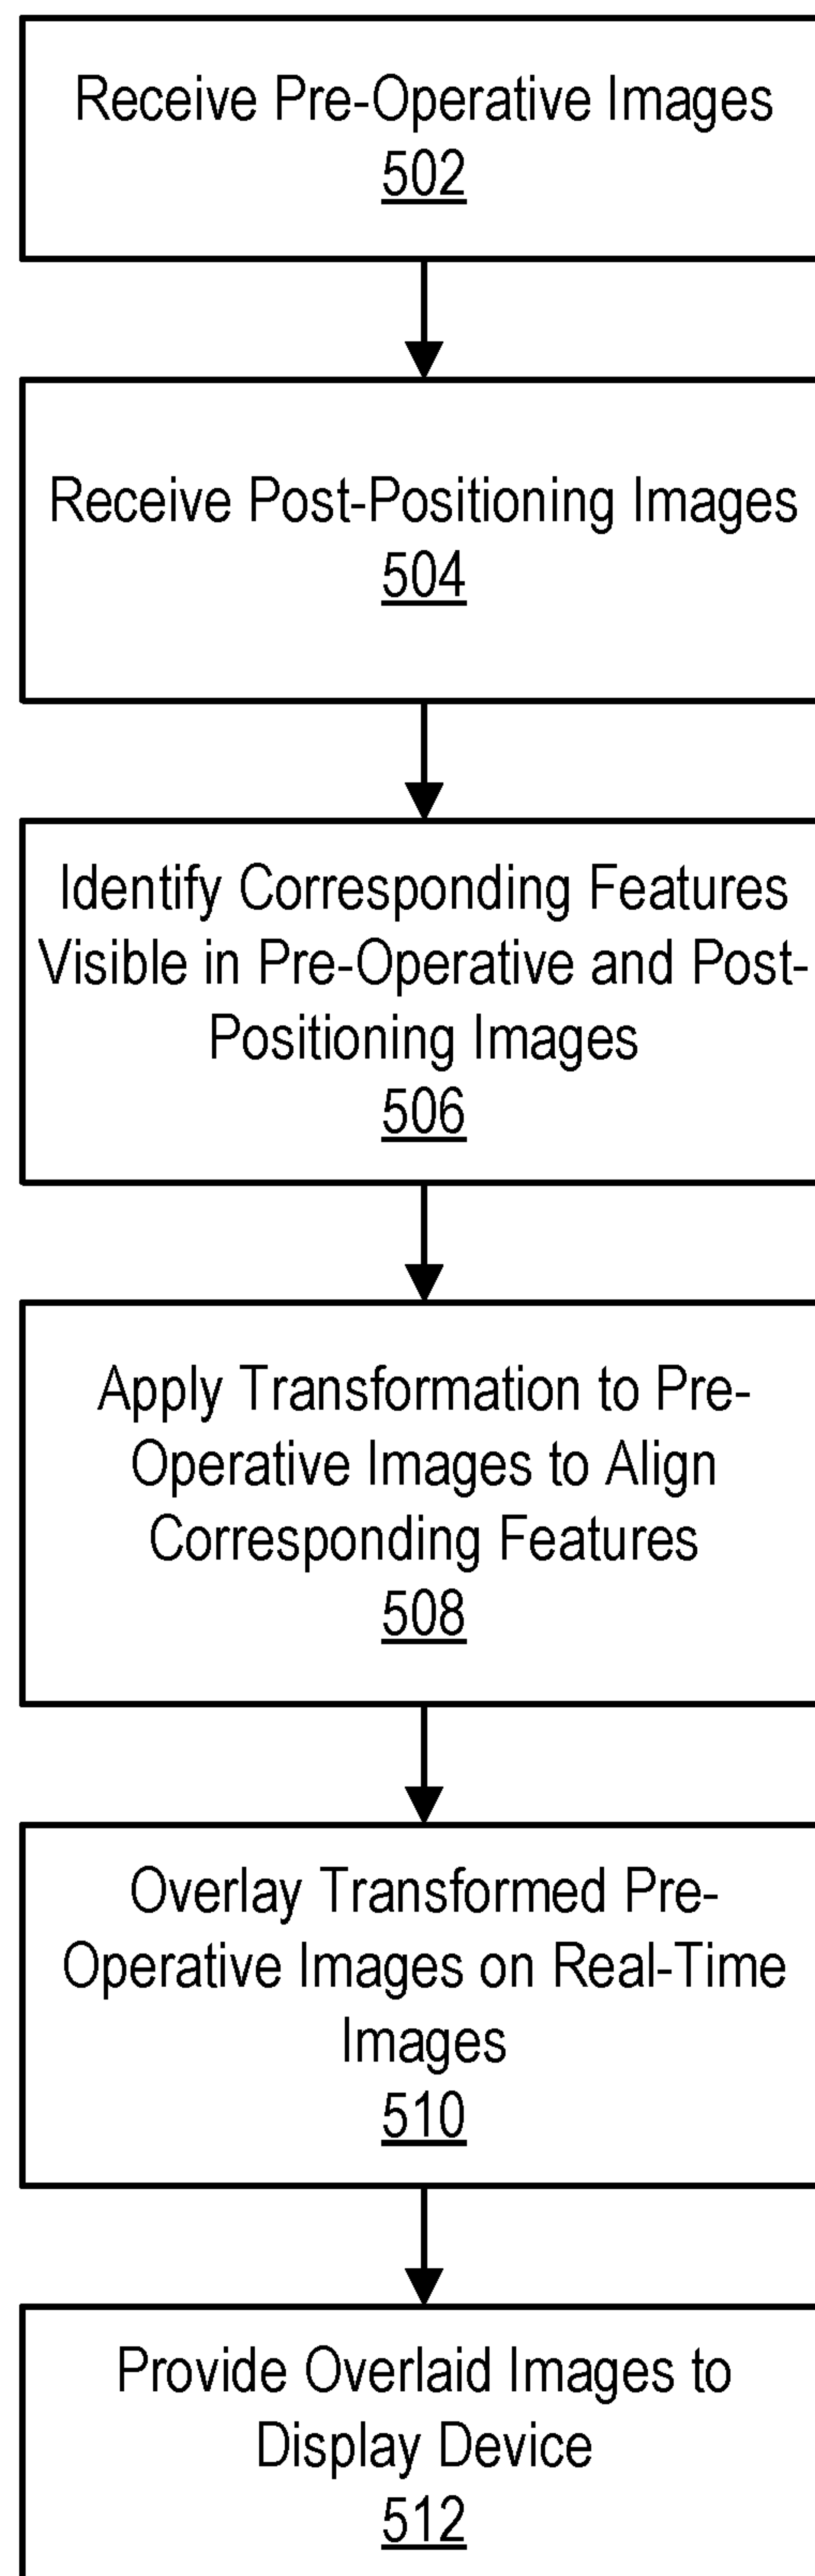 Receive Pre-Operative Images
502
Receive Post-Positioning Images
504
Identify Corresponding Features
Visible in Pre-Operative and Post-
Positioning Images
506
Apply Transformation to Pre-
Operative Images to Align
Corresponding Features
508
Overlay Transformed Pre-
Operative Images on Real-Time
Images
510
Provide Overlaid Images to
Display Device
512